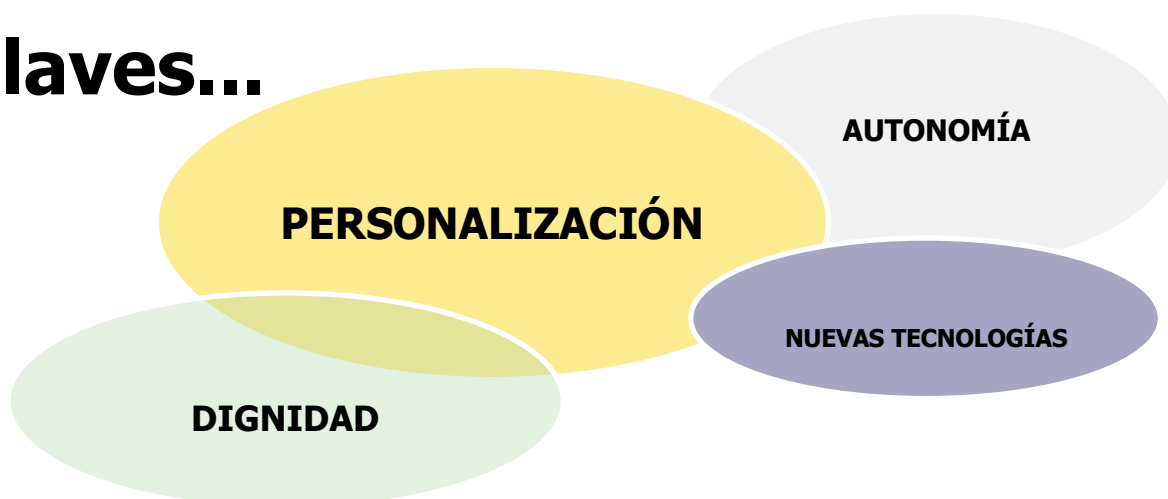 laves...
AUTONOMÍA
PERSONALIZACIÓN
NUEVAS TECNOLOGÍAS
DIGNIDAD